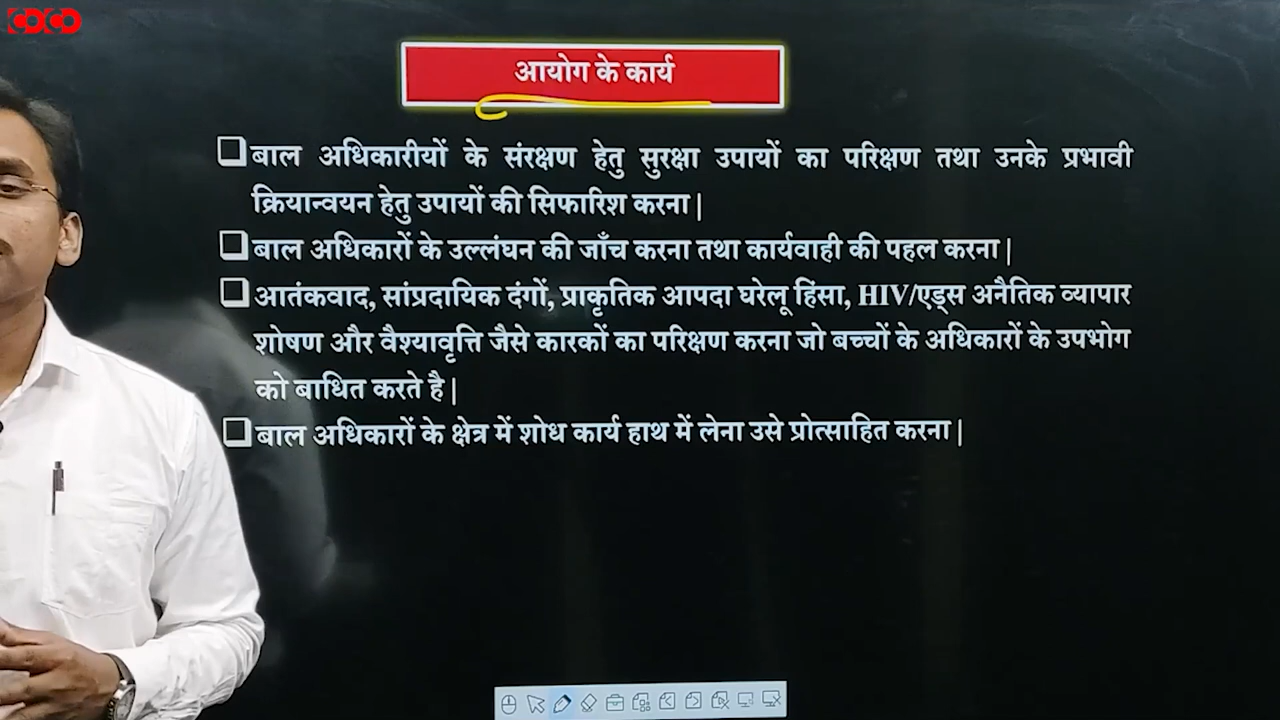 COCO
आयोग के कार्य
बाल अधिकारीयों के संरक्षण हेतु सुरक्षा उपायों का परिक्षण तथा उनके प्रभावी
क्रियान्वयन हेतु उपायों की सिफारिश करना |
बाल अधिकारों के उल्लंघन की जाँच करना तथा कार्यवाही की पहल करना |
आतंकवाद, सांप्रदायिक दंगों, प्राकृतिक आपदा घरेलू हिंसा, HIV/एड्स अनैतिक व्यापार
शोषण और वैश्यावृत्ति जैसे कारकों का परिक्षण करना जो बच्चों के अधिकारों के उपभोग
को बाधित करते है |
बाल अधिकारों के क्षेत्र में शोध कार्य हाथ में लेना उसे प्रोत्साहित करना |